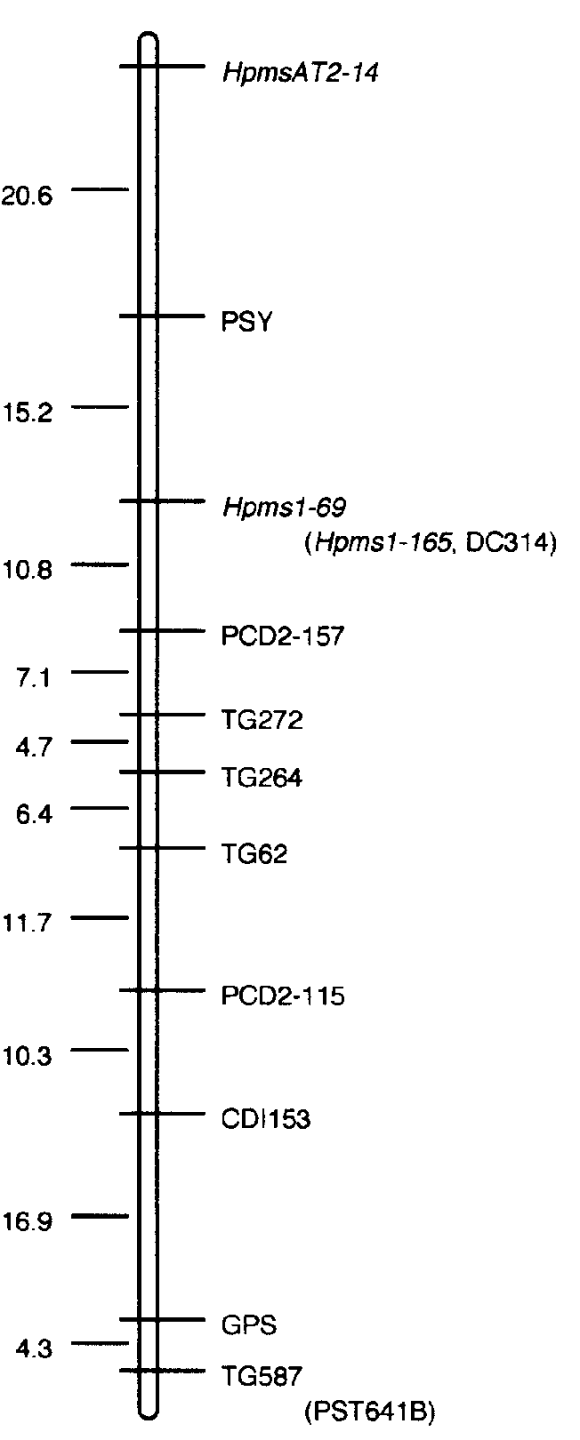 HpmsAT2-14
20.6
PSY
15.2
Hpms1-69
(Hpms1-165, DC314)
10.8
PCD2-157
7.1
TG272
4.7
TG264
6.4
TG62
11.7
PCD2-115
10.3
CDI153
16.9
GPS
4.3
TG587
(PST641B)